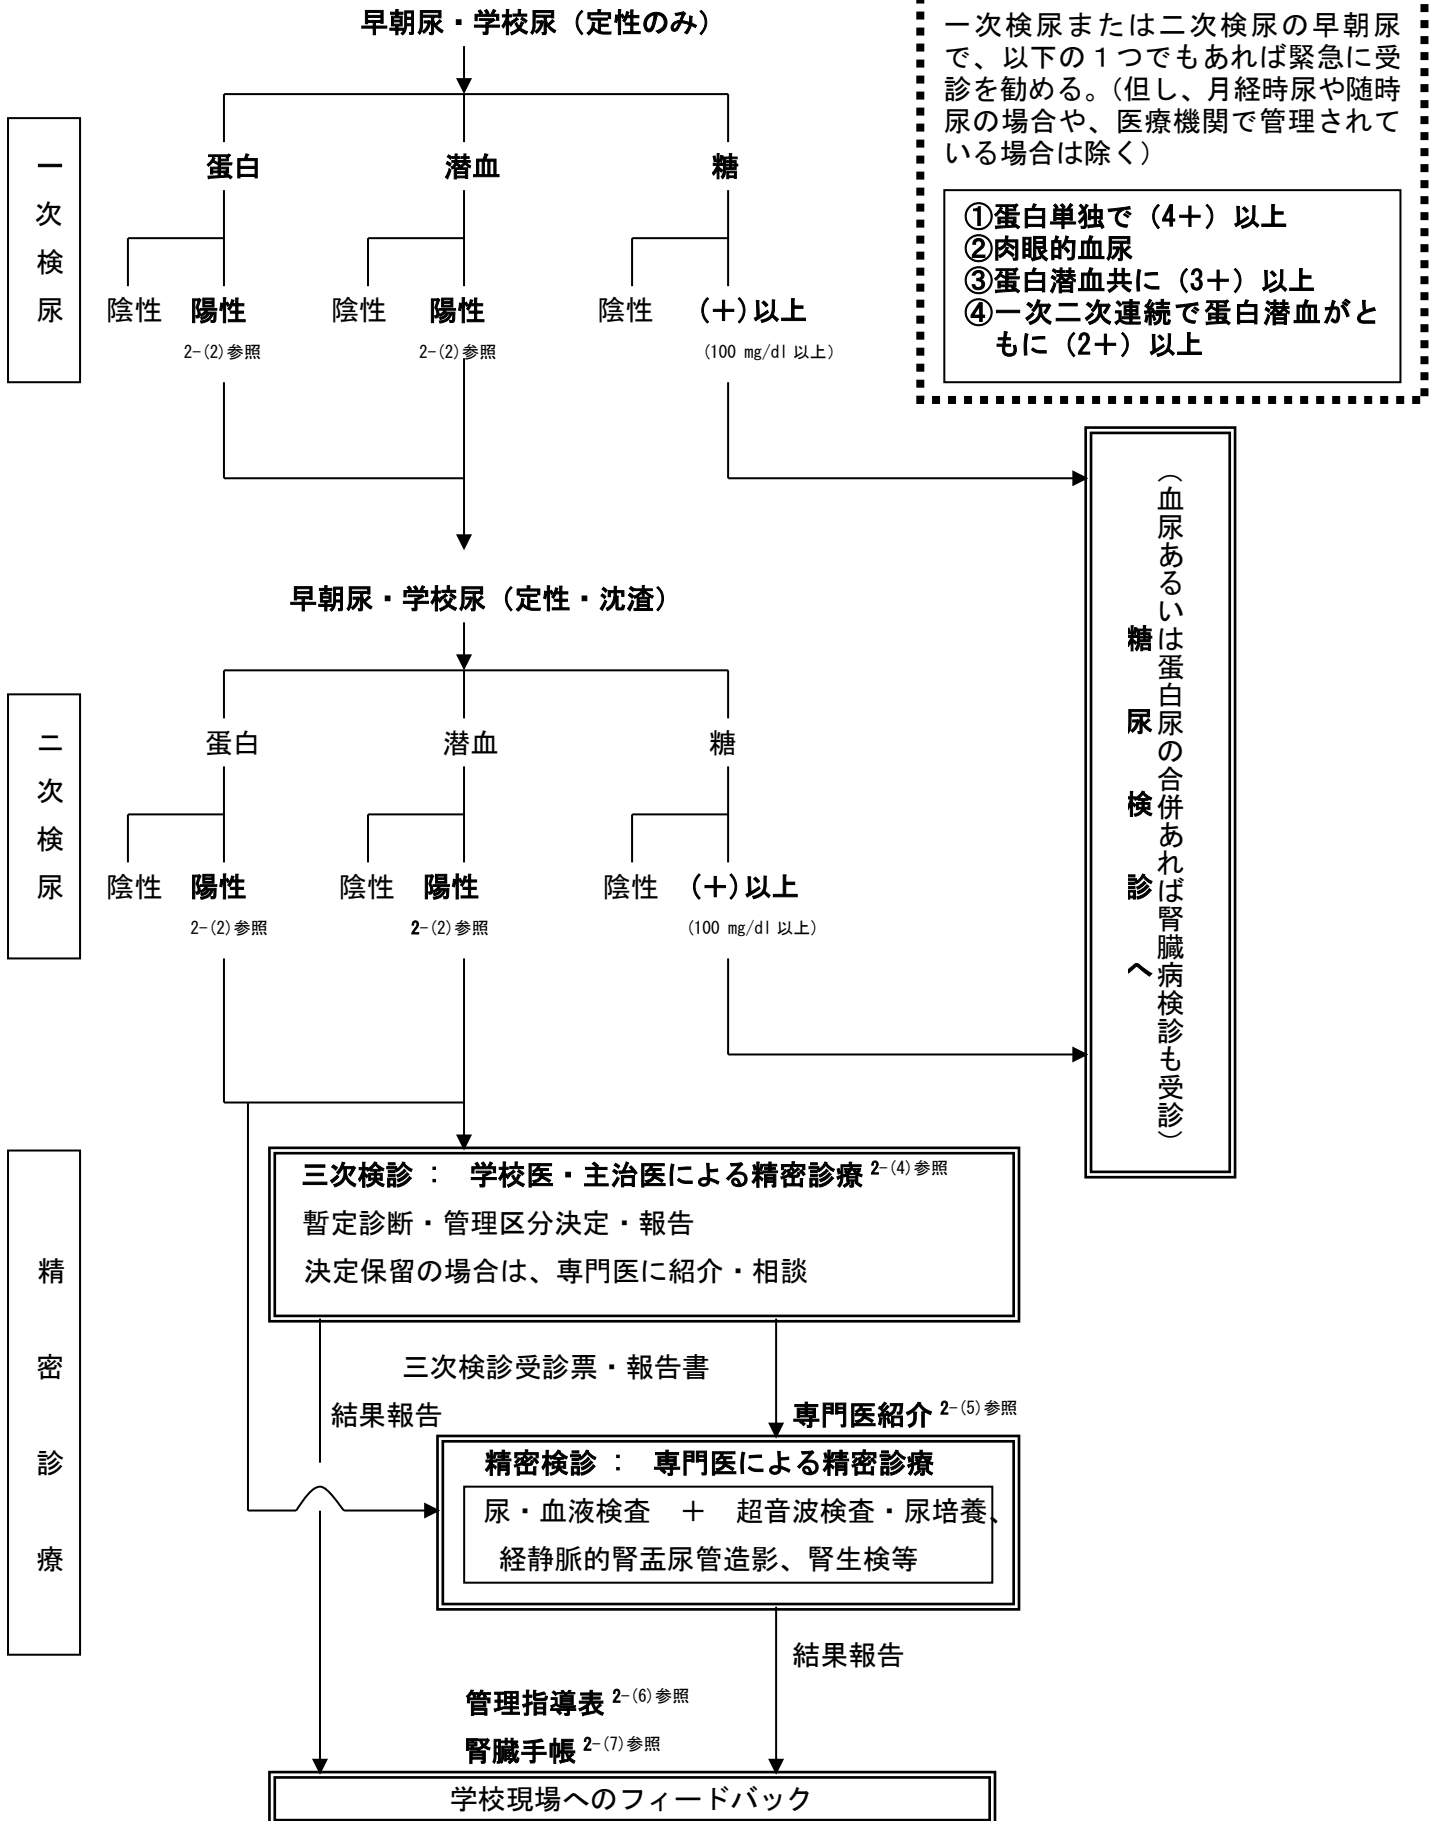 早朝尿・学校尿（定性のみ）
一次検尿または二次検尿の早朝尿
で、以下の１つでもあれば緊急に受
診を勧める。（但し、月経時尿や随時
尿の場合や、医療機関で管理されて
いる場合は除く）
①蛋白単独で（4＋）以上
②肉眼的血尿
③蛋白潜血共に（3＋）以上
④一次二次連続で蛋白潜血がと
もに（2＋）以上
一次検尿
蛋白 潜血 糖
陰性 陽性 陰性 陽性 陰性 （＋）以上
2-(2)参照 2-(2)参照 （100 mg/dl 以上）
糖尿検診へ
（血尿あるいは蛋白尿の合併あれば腎臓病検診も受診）
早朝尿・学校尿（定性・沈渣）
二次検尿
蛋白 潜血 糖
陰性 陽性 陰性 陽性 陰性 （＋）以上
2-(2)参照 2-(2)参照 （100 mg/dl 以上）
精密診療
三次検診 ： 学校医・主治医による精密診療 2-(4)参照
暫定診断・管理区分決定・報告
決定保留の場合は、専門医に紹介・相談
三次検診受診票・報告書
結果報告 専門医紹介 2-(5)参照
精密検診 ： 専門医による精密診療
尿・血液検査 ＋ 超音波検査・尿培養、
経静脈的腎盂尿管造影、腎生検等
結果報告
管理指導表 2-(6)参照
腎臓手帳 2-(7)参照
学校現場へのフィードバック